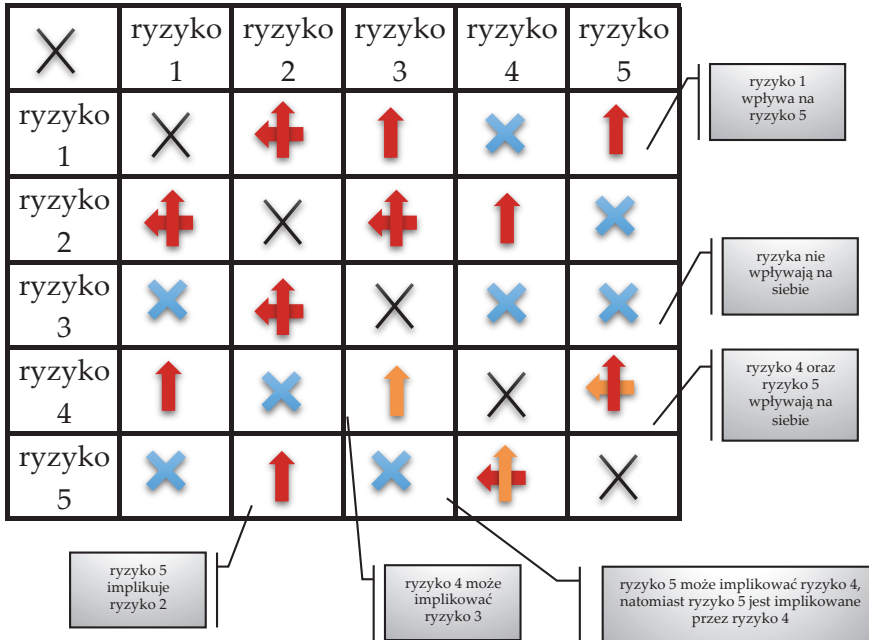 ryzyko
1
ryzyko
2
ryzyko
3
ryzyko
4
ryzyko
5
ryzyko
1
ryzyko
2
ryzyko
3
ryzyko
4
ryzyko
5
ryzyko 1
wpływa na
ryzyko 5
ryzyka nie
wpływają na
siebie
ryzyko 4 oraz
ryzyko 5
wpływają na
siebie
ryzyko 5
implikuje
ryzyko 2
ryzyko 4 może
implikować
ryzyko 3
ryzyko 5 może implikować ryzyko 4,
natomiast ryzyko 5 jest implikowane
przez ryzyko 4